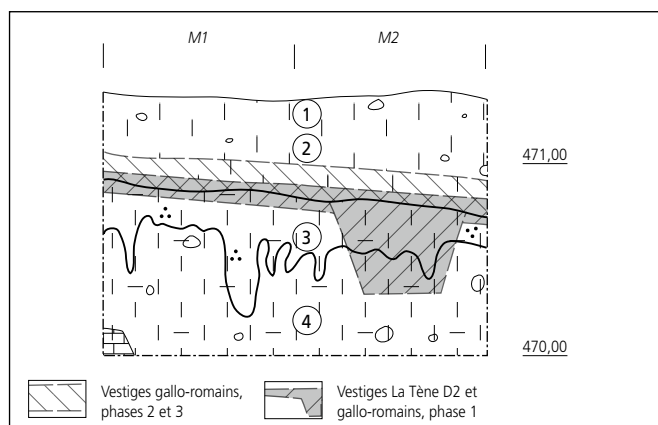 M1 M2
1
2
471,00
3
4
470,00
Vestiges gallo-romains,
phases 2 et 3
Vestiges La Tène D2 et
gallo-romains, phase 1